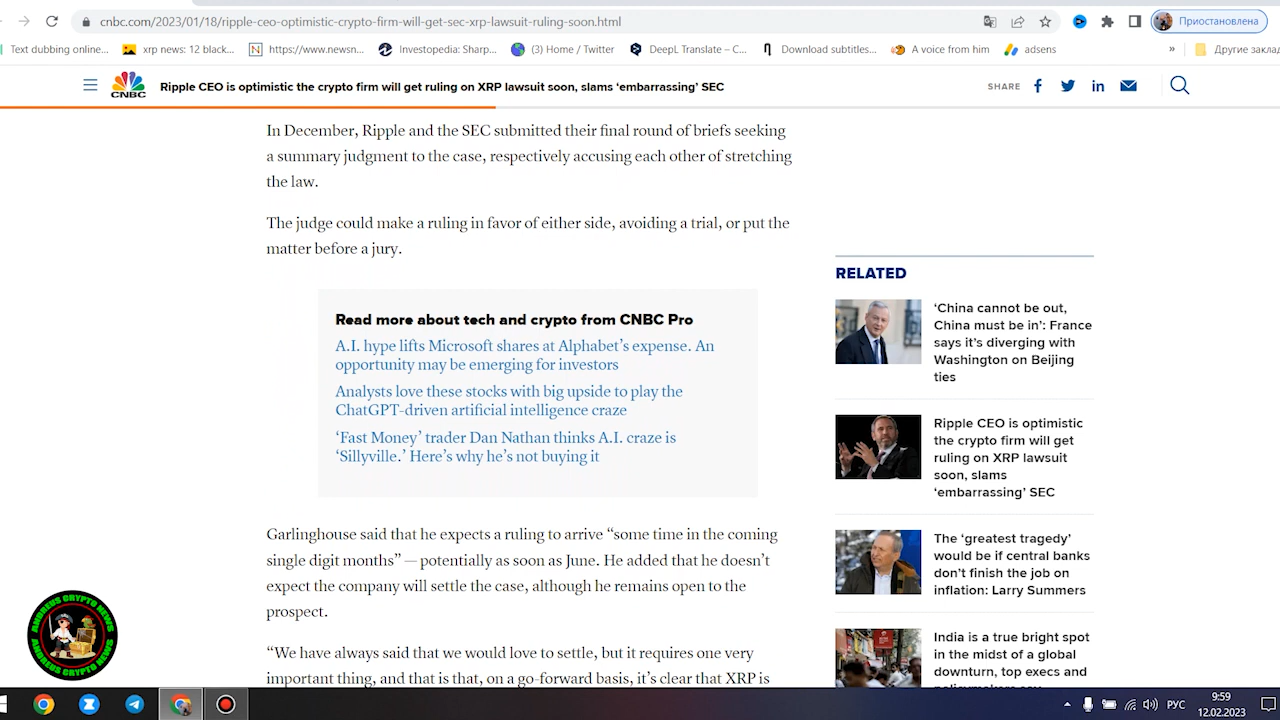 cnbc.com/2023/01/18/ripple-ceo-optimistic-crypto-firm-will-get-sec-xrp-lawsuit-ruling-soon.html
Приостановлена
Text dubbing online...
xrp news: 12 black...
https://www.newsn...
Investopedia: Sharp...
(3) Home / Twitter
DeepL Translate – C...
Download subtitles...
A voice from him
adsens
»
Другие закла
CNBC
Ripple CEO is optimistic the crypto firm will get ruling on XRP lawsuit soon, slams ‘embarrassing’ SEC
SHARE
In December, Ripple and the SEC submitted their final round of briefs seeking
a summary judgment to the case, respectively accusing each other of stretching
the law.
The judge could make a ruling in favor of either side, avoiding a trial, or put the
matter before a jury.
Read more about tech and crypto from CNBC Pro
A.I. hype lifts Microsoft shares at Alphabet’s expense. An
opportunity may be emerging for investors
Analysts love these stocks with big upside to play the
ChatGPT-driven artificial intelligence craze
‘Fast Money’ trader Dan Nathan thinks A.I. craze is
‘Sillyville.’ Here’s why he’s not buying it
Garlinghouse said that he expects a ruling to arrive “some time in the coming
single digit months” — potentially as soon as June. He added that he doesn’t
expect the company will settle the case, although he remains open to the
prospect.
“We have always said that we would love to settle, but it requires one very
important thing, and that is that, on a go-forward basis, it’s clear that XRP is
RELATED
‘China cannot be out,
China must be in’: France
says it’s diverging with
Washington on Beijing
ties
Ripple CEO is optimistic
the crypto firm will get
ruling on XRP lawsuit
soon, slams
‘embarrassing’ SEC
The ‘greatest tragedy’
would be if central banks
don’t finish the job on
inflation: Larry Summers
India is a true bright spot
in the midst of a global
downturn, top execs and
ANDREUS CRYPTO NEWS
ANDREUS CRYPTO NEWS
РУС
9:59
12.02.2023